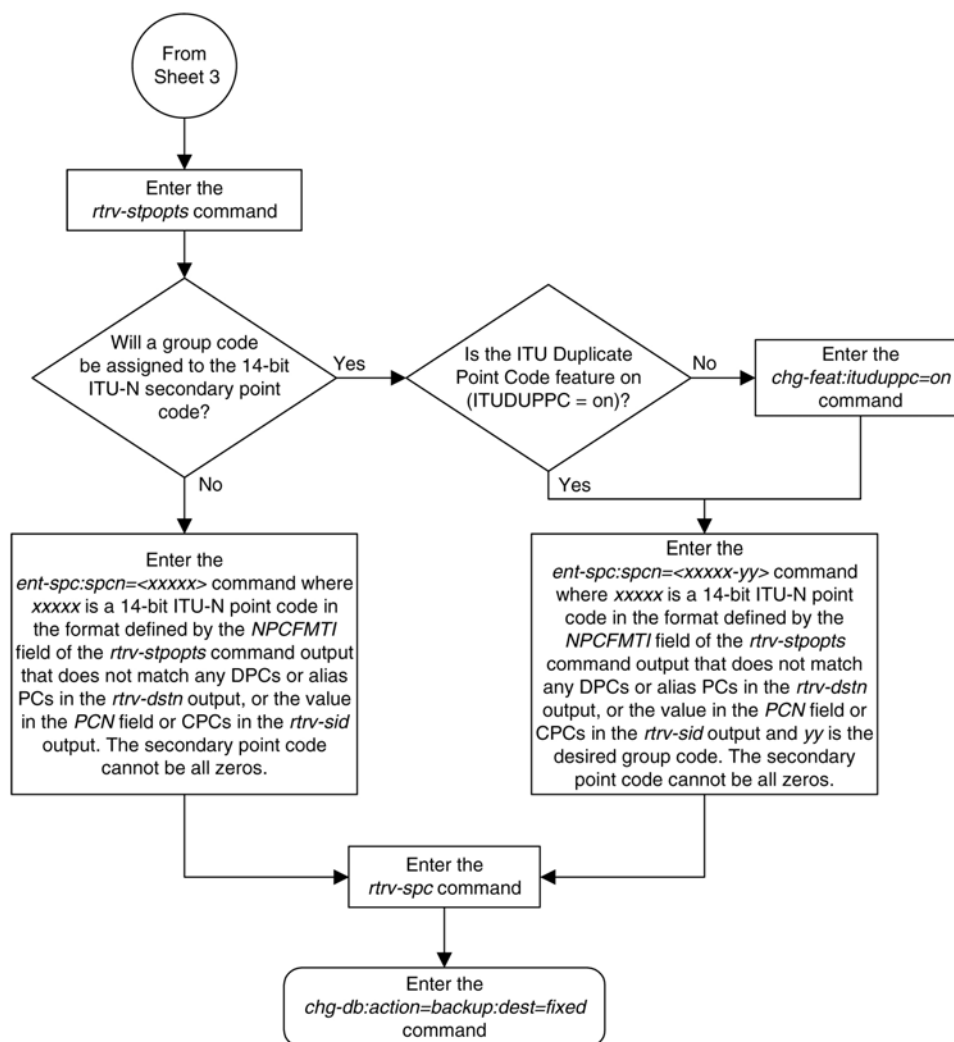 From
Sheet 3
Enter the
rtrv-stpopts command
Will a group code
be assigned to the 14-bit
ITU-N secondary point
code?
Yes
No
Is the ITU Duplicate
Point Code feature on
(ITUDUPPC = on)?
No
Yes
Enter the
chg-feat:ituduppc=on
command
Enter the
ent-spc:spcn=<xxxxx> command where
xxxxx is a 14-bit ITU-N point code in
the format defined by the NPCFMTI
field of the rtrv-stpopts command output
that does not match any DPCs or alias
PCs in the rtrv-dstn output, or the value
in the PCN field or CPCs in the rtrv-sid
output. The secondary point code
cannot be all zeros.
Enter the
ent-spc:spcn=<xxxxx-yy> command
where xxxxx is a 14-bit ITU-N point
code in the format defined by the
NPCFMTI field of the rtrv-stpopts
command output that does not match
any DPCs or alias PCs in the rtrv-dstn
output, or the value in the PCN field or
CPCs in the rtrv-sid output and yy is the
desired group code. The secondary
point code cannot be all zeros.
Enter the
rtrv-spc command
Enter the
chg-db:action=backup:dest=fixed
command